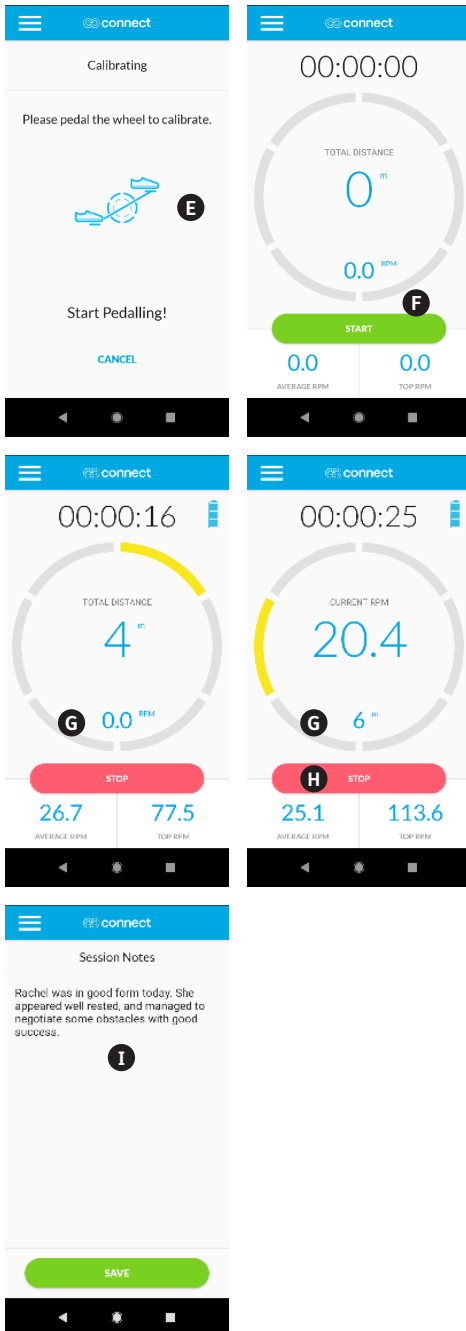 connect
Calibrating
Please pedal the wheel to calibrate.
E
Start Pedalling!
CANCEL
connect
00:00:00
TOTAL DISTANCE
0 m
0.0 RPM
F
START
0.0 0.0
AVERAGE RPM TOP RPM
connect
00:00:16
TOTAL DISTANCE
4 m
G 0.0 RPM
STOP
26.7 77.5
AVERAGE RPM TOP RPM
connect
00:00:25
CURRENT RPM
20.4
G 6 m
H STOP
25.1 113.6
AVERAGE RPM TOP RPM
connect
Session Notes
Rachel was in good form today. She
appeared well rested, and managed to
negotiate some obstacles with good
success.
I
SAVE